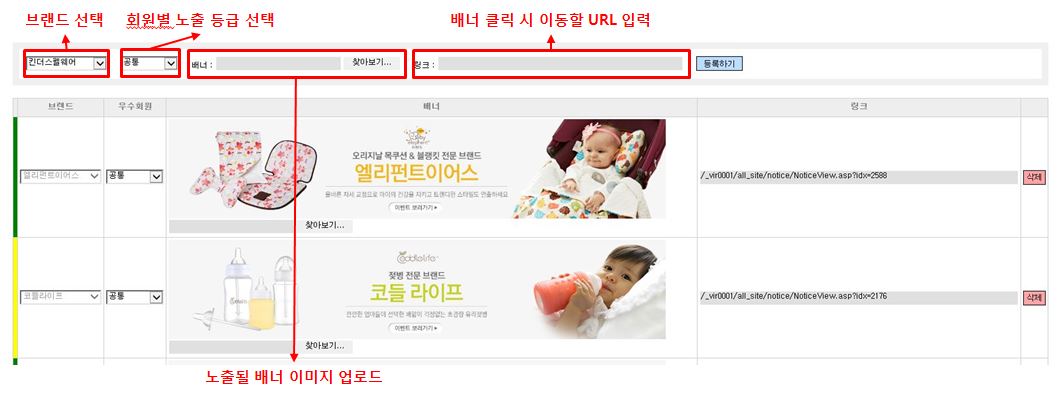 브랜드 선택
회원별 노출 등급 선택
배너 클릭 시 이동할 URL 입력
킨더스펠웨어
공통
배너 :
찾아보기...
링크 :
등록하기
브랜드
우수회원
배너
링크
엘리펀트이어스
공통
오리지날 목쿠션 & 블랭킷 전문 브랜드
엘리펀트이어스
올바른 자세 교정으로 아이의 건강을 지키고 트랜디한 스타일도 연출하세요
이벤트 보러가기
찾아보기...
/_vir0001/all_site/notice/NoticeView.asp?idx=2588
삭제
코들라이프
공통
coddlelife
젖병 전문 브랜드
코들 라이프
깐깐한 엄마들이 선택한 배앓이 걱정없는 초경량 유리젖병
이벤트 보러가기
찾아보기...
/_vir0001/all_site/notice/NoticeView.asp?idx=2176
삭제
노출될 배너 이미지 업로드